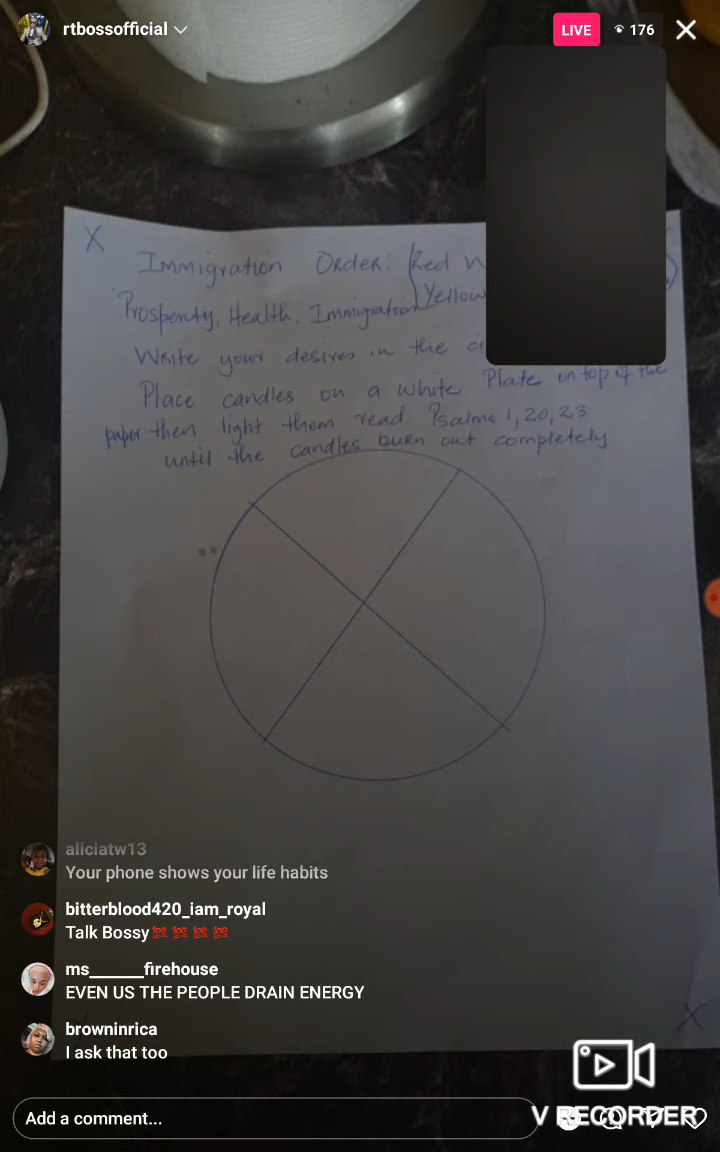 rtbossofficial
LIVE
176
X
Immigration Order: (Red
Prosperity, Health, Immigration (Yellow
Write your desires in the
Place candles on a white Plate on top of the
paper then light them read Psalms 1, 20, 23
until the candles burn out completely
aliciatw13
Your phone shows your life habits
bitterblood420_iam_royal
Talk Bossy💯💯💯💯
ms______firehouse
EVEN US THE PEOPLE DRAIN ENERGY
browninrica
I ask that too
X
Add a comment...
V RECORDER